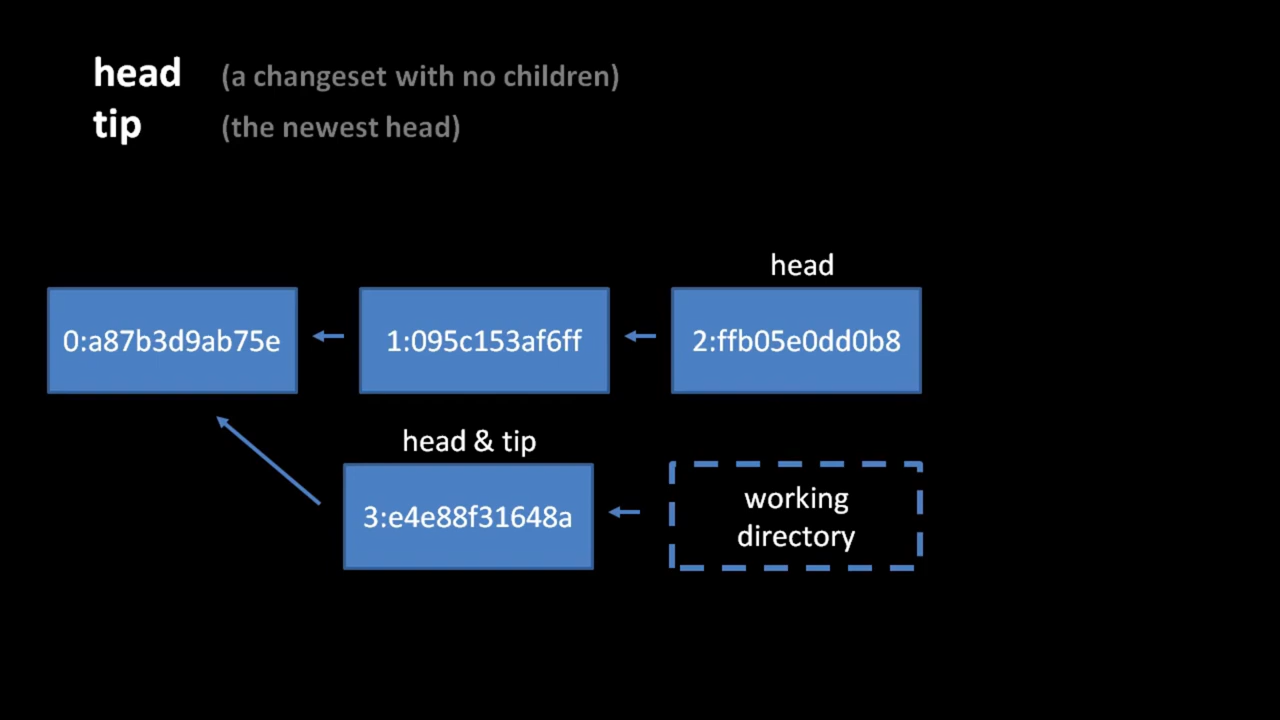 head (a changeset with no children)
tip (the newest head)
head
0:a87b3d9ab75e 1:095c153af6ff 2:ffb05e0dd0b8
head & tip
3:e4e88f31648a
working
directory